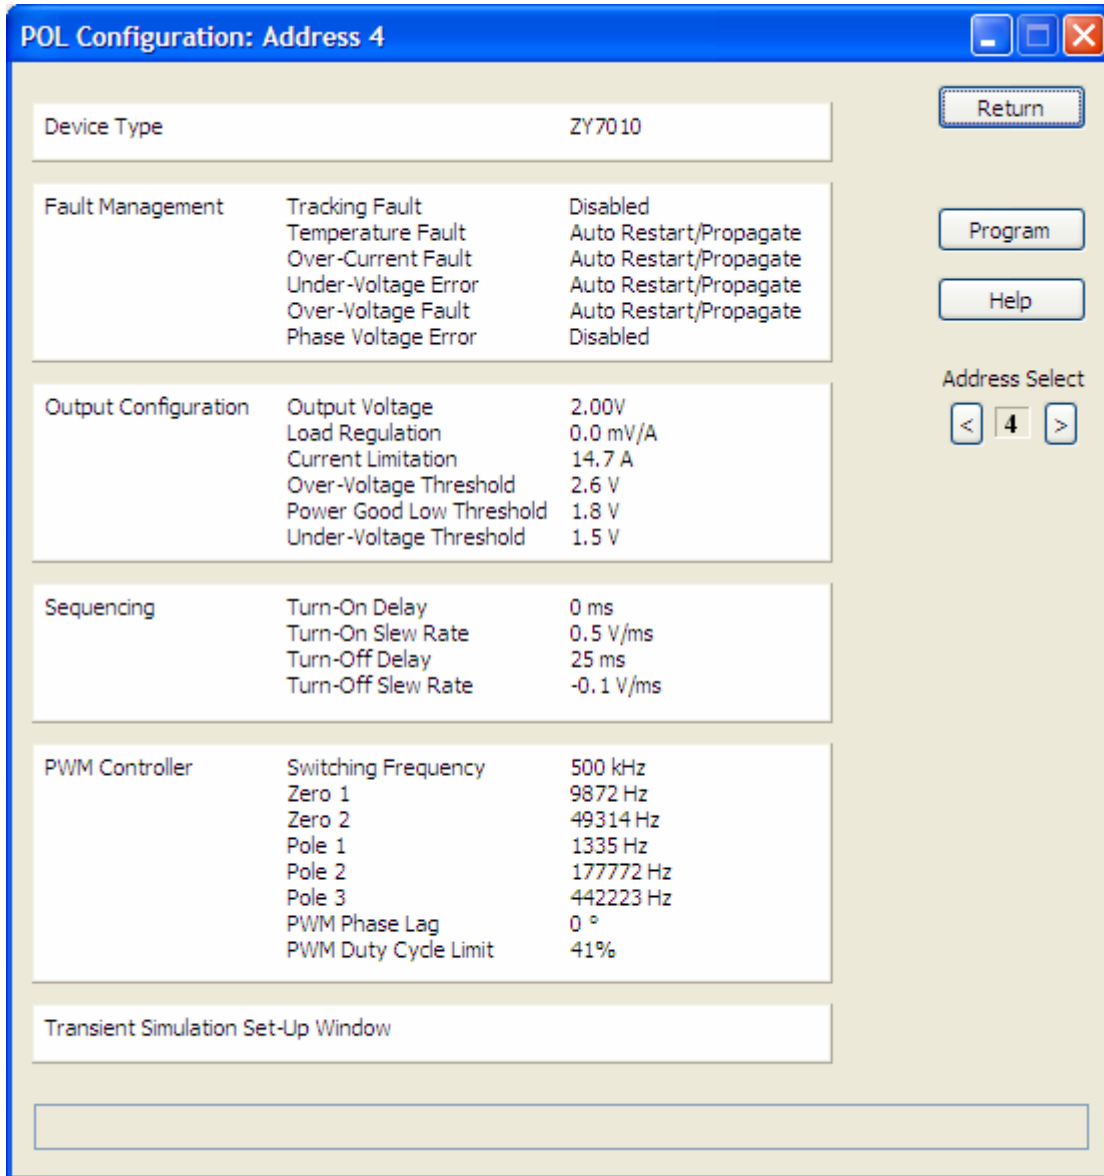 POL Configuration: Address 4
Return
Device Type ZY7010
Fault Management Tracking Fault Disabled
Temperature Fault Auto Restart/Propagate
Program
Over-Current Fault Auto Restart/Propagate
Under-Voltage Error Auto Restart/Propagate
Help
Over-Voltage Fault Auto Restart/Propagate
Phase Voltage Error Disabled
Address Select
< 4 >
Output Configuration Output Voltage 2.00V
Load Regulation 0.0 mV/A
Current Limitation 14.7 A
Over-Voltage Threshold 2.6 V
Power Good Low Threshold 1.8 V
Under-Voltage Threshold 1.5 V
Sequencing Turn-On Delay 0 ms
Turn-On Slew Rate 0.5 V/ms
Turn-Off Delay 25 ms
Turn-Off Slew Rate -0.1 V/ms
PWM Controller Switching Frequency 500 kHz
Zero 1 9872 Hz
Zero 2 49314 Hz
Pole 1 1335 Hz
Pole 2 177772 Hz
Pole 3 442223 Hz
PWM Phase Lag 0 °
PWM Duty Cycle Limit 41%
Transient Simulation Set-Up Window